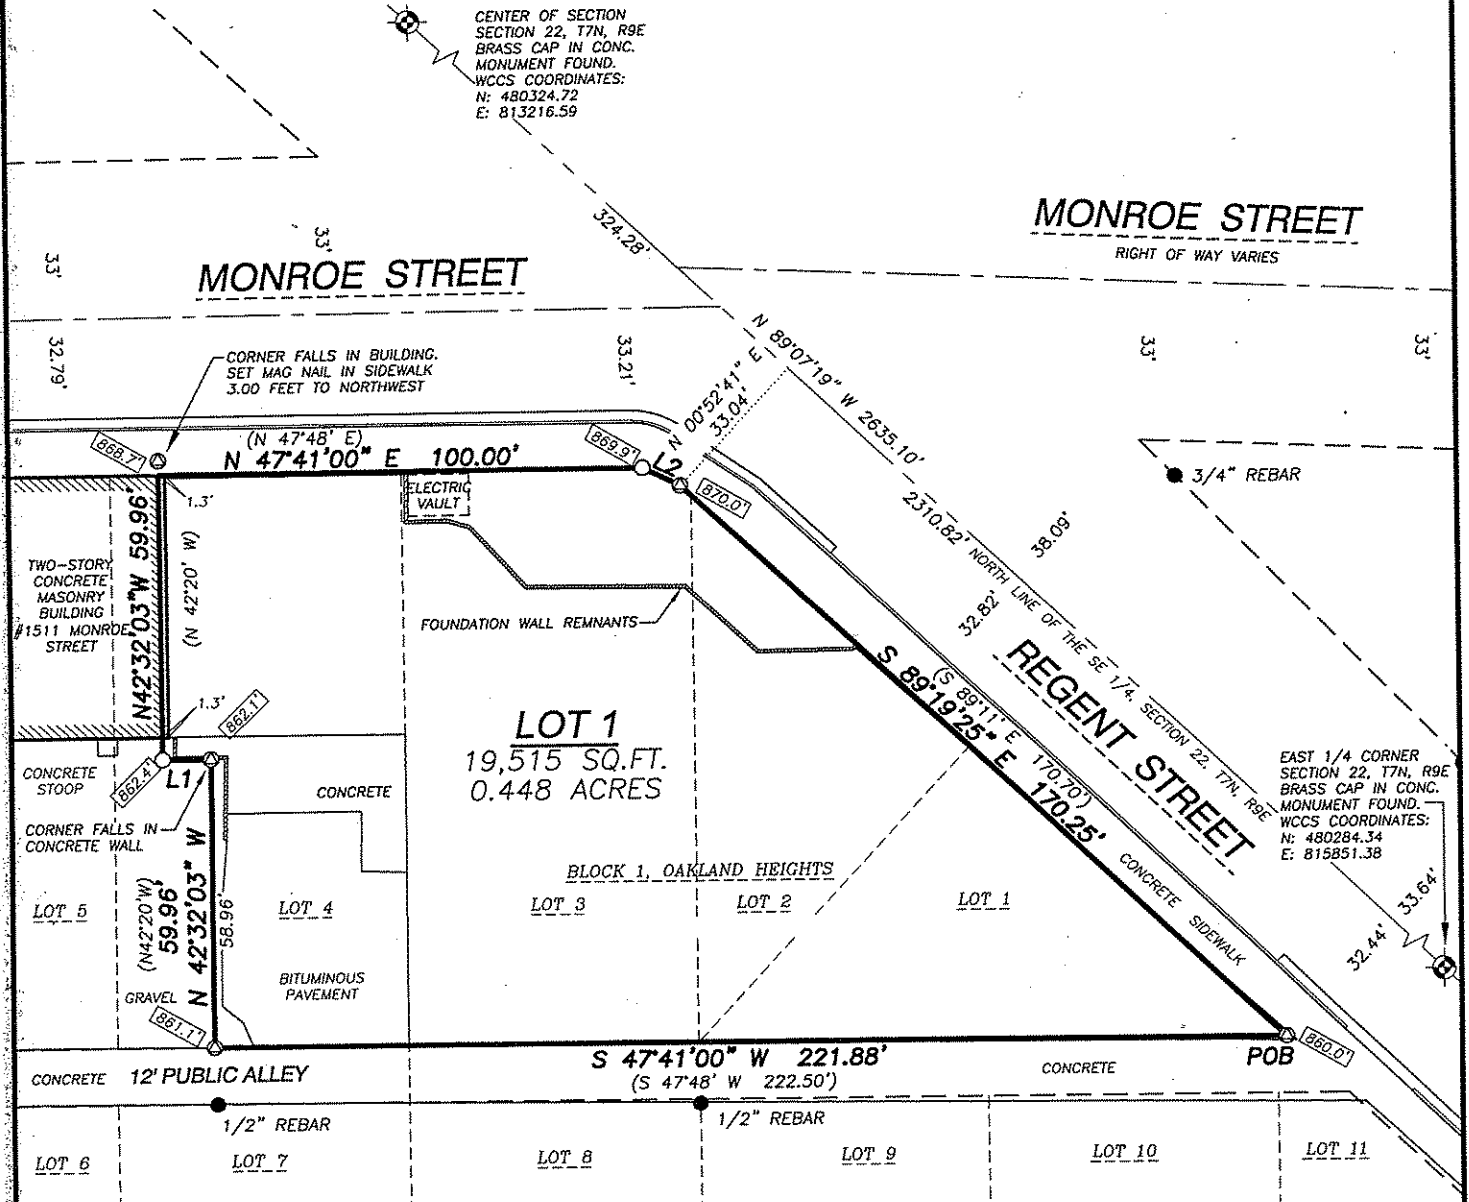 CENTER OF SECTION
SECTION 22, T7N, R9E
BRASS CAP IN CONC.
MONUMENT FOUND.
WCCS COORDINATES:
N: 480324.72
E: 813216.59
324.28'
MONROE STREET
RIGHT OF WAY VARIES
33'
33'
MONROE STREET
32.79'
33.21'
33'
33'
CORNER FALLS IN BUILDING.
SET MAG NAIL IN SIDEWALK
3.00 FEET TO NORTHWEST
N 00°52'41" E
33.04'
N 89°07'19" W 2635.10'
868.7'
(N 47°48' E)
N 47°41'00" E 100.00'
869.9'
L2
870.0'
3/4" REBAR
ELECTRIC
VAULT
1.3'
N42°32'03"W 59.96'
(N 42°20' W)
TWO-STORY
CONCRETE
MASONRY
BUILDING
#1511 MONROE
STREET
2310.82'
NORTH LINE OF THE SE 1/4, SECTION 22, T7N, R9E
38.09'
32.82'
FOUNDATION WALL REMNANTS
S 89°19'25" E 170.25'
(S 89°11' E 170.70')
REGENT STREET
1.3'
862.1'
LOT 1
19,515 SQ.FT.
0.448 ACRES
CONCRETE
STOOP
862.4'
L1
CONCRETE
EAST 1/4 CORNER
SECTION 22, T7N, R9E
BRASS CAP IN CONC.
MONUMENT FOUND.
WCCS COORDINATES:
N: 480284.34
E: 815851.38
CORNER FALLS IN
CONCRETE WALL
BLOCK 1, OAKLAND HEIGHTS
CONCRETE SIDEWALK
33.64'
32.44'
LOT 5
(N42°20'W)
59.96'
N 42°32'03" W
58.96'
LOT 4
LOT 3
LOT 2
LOT 1
BITUMINOUS
PAVEMENT
GRAVEL
861.1'
S 47°41'00" W 221.88'
(S 47°48' W 222.50')
POB
860.0'
CONCRETE
12' PUBLIC ALLEY
CONCRETE
1/2" REBAR
1/2" REBAR
LOT 6
LOT 7
LOT 8
LOT 9
LOT 10
LOT 11